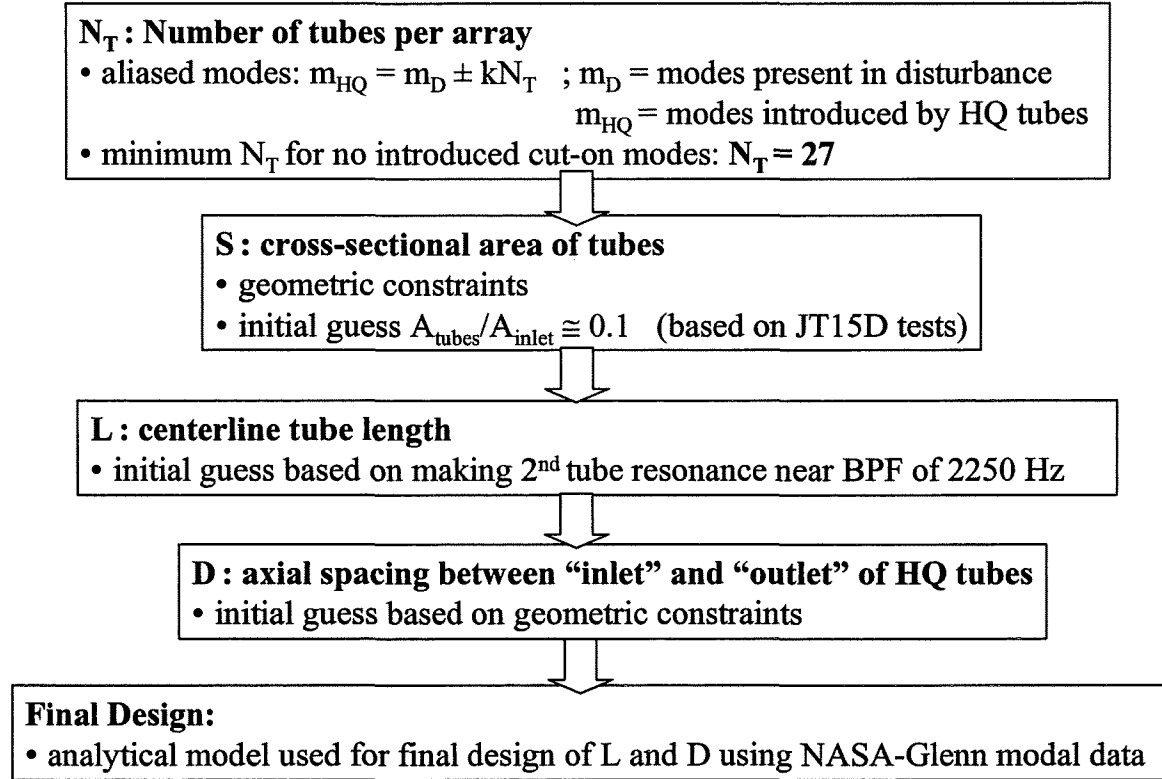 N_T : Number of tubes per array
• aliased modes: m_HQ = m_D ± kN_T ; m_D = modes present in disturbance
m_HQ = modes introduced by HQ tubes
• minimum N_T for no introduced cut-on modes: N_T = 27
S : cross-sectional area of tubes
• geometric constraints
• initial guess A_tubes/A_inlet ≅ 0.1 (based on JT15D tests)
L : centerline tube length
• initial guess based on making 2nd tube resonance near BPF of 2250 Hz
D : axial spacing between “inlet” and “outlet” of HQ tubes
• initial guess based on geometric constraints
Final Design:
• analytical model used for final design of L and D using NASA-Glenn modal data